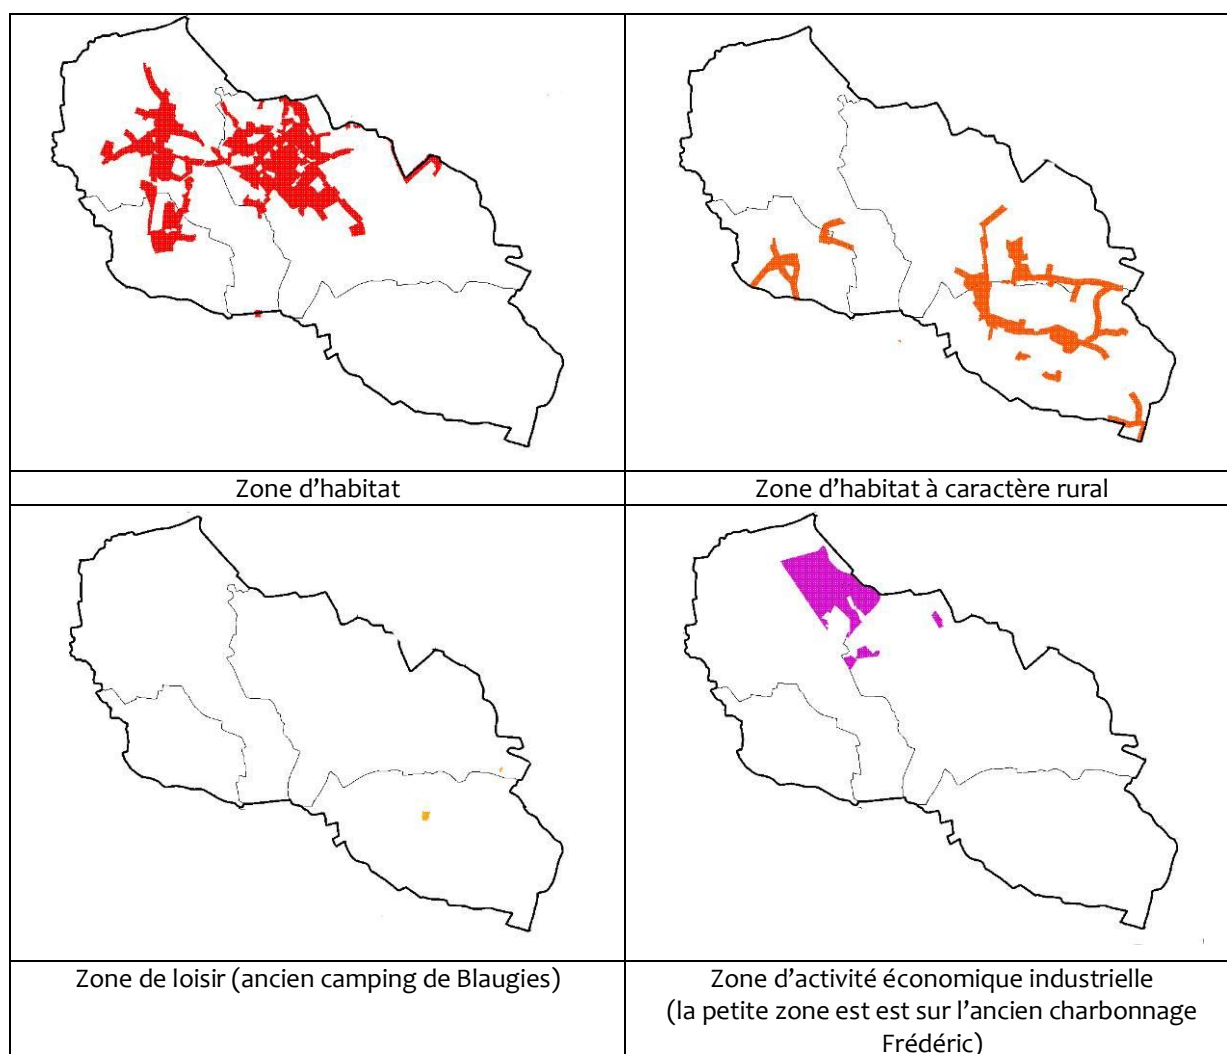 Zone d’habitat
Zone d’habitat à caractère rural
Zone de loisir (ancien camping de Blaugies)
Zone d’activité économique industrielle
(la petite zone est est sur l’ancien charbonnage
Frédéric)